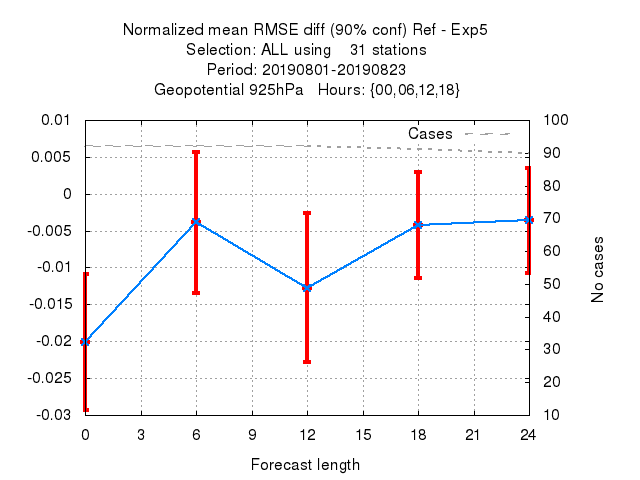 Normalized mean RMSE diff (90% conf) Ref - Exp5
Selection: ALL using    31 stations
Period: 20190801-20190823
Geopotential 925hPa   Hours: {00,06,12,18}
Cases
0.01
0.005
0
-0.005
-0.01
-0.015
-0.02
-0.025
-0.03
100
90
80
70
60
50
40
30
20
10
No cases
0 3 6 9 12 15 18 21 24
Forecast length